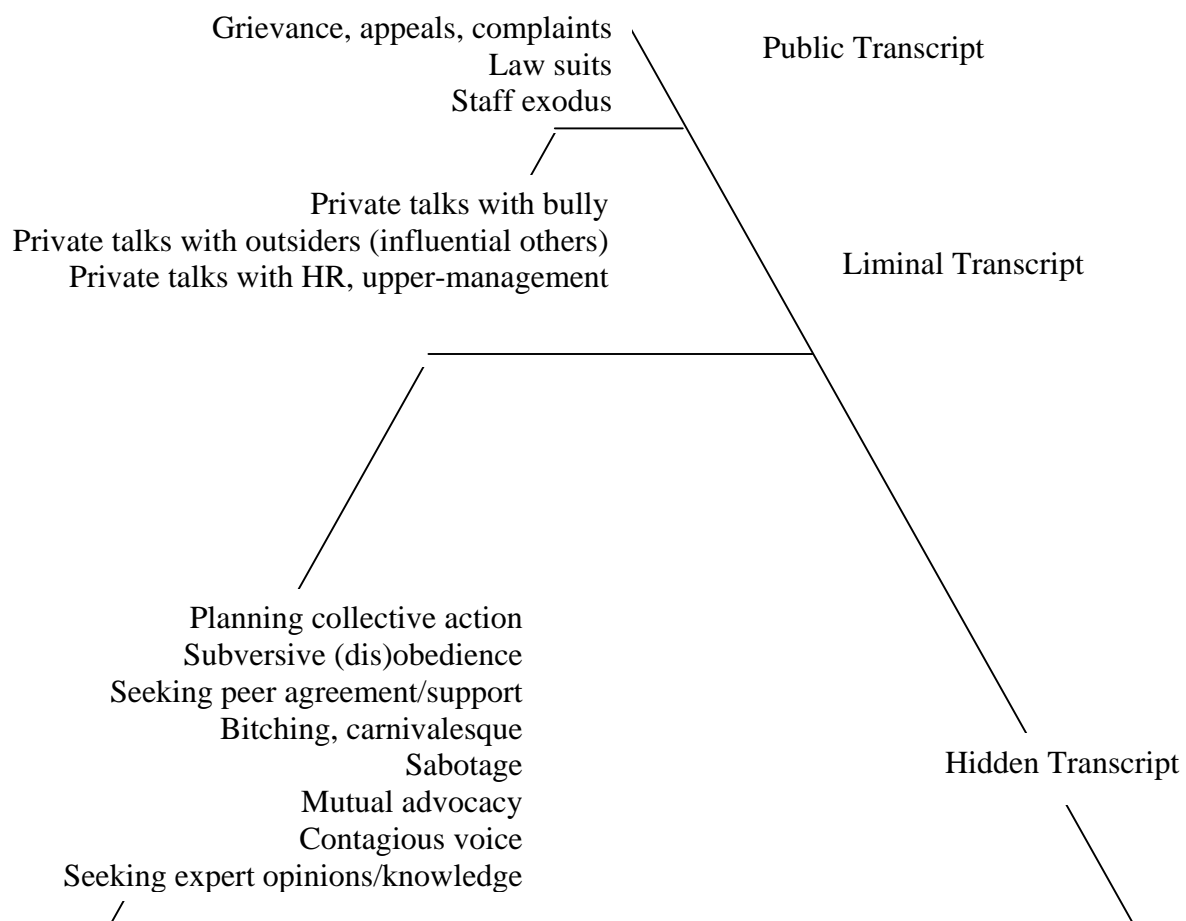 Grievance, appeals, complaints
Law suits
Staff exodus
Public Transcript
Private talks with bully
Private talks with outsiders (influential others)
Private talks with HR, upper-management
Liminal Transcript
Planning collective action
Subversive (dis)obedience
Seeking peer agreement/support
Bitching, carnivalesque
Sabotage
Mutual advocacy
Contagious voice
Seeking expert opinions/knowledge
Hidden Transcript